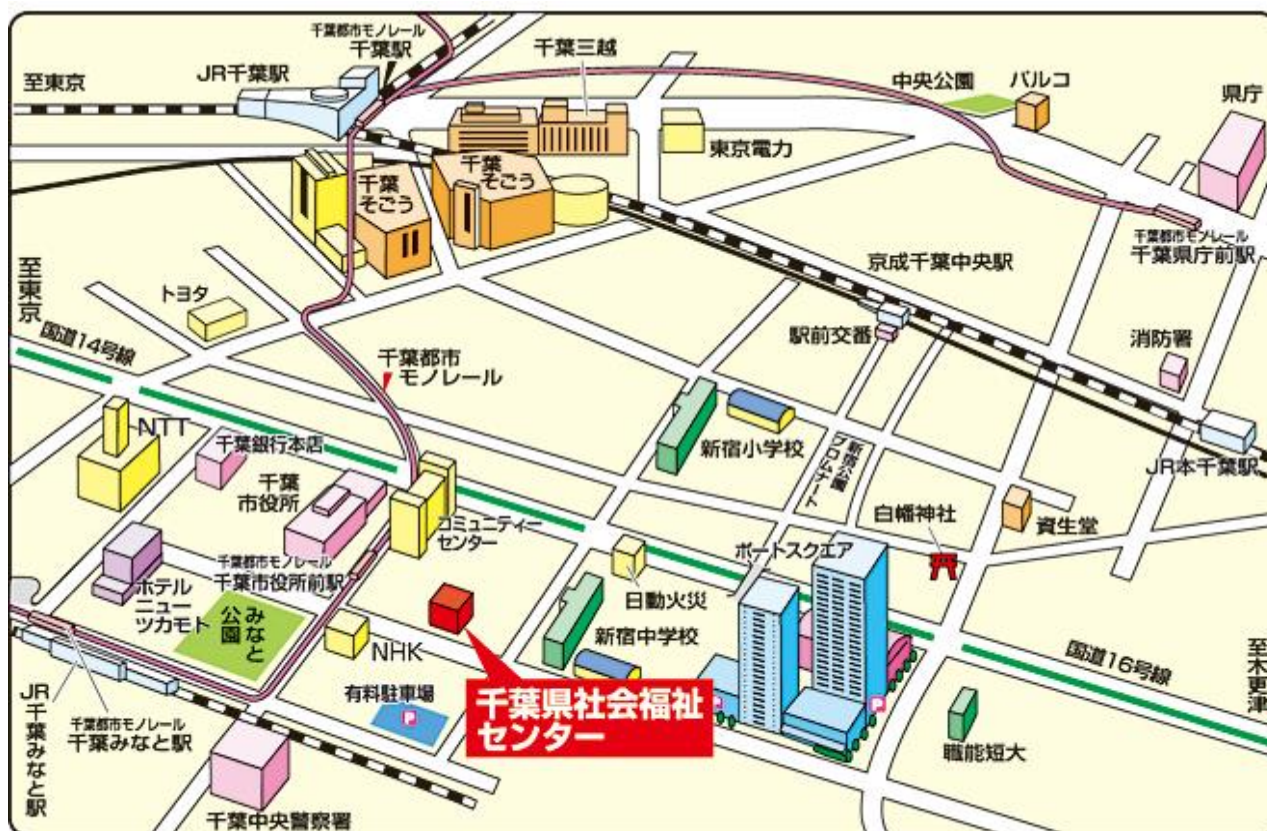 千葉都市モノレール
千葉駅
千葉三越
JR千葉駅
至東京
中央公園
パルコ
県庁
東京電力
千葉
そごう
千葉
そごう
千葉都市モノレール
千葉県庁前駅
京成千葉中央駅
至東京
トヨタ
国道14号線
駅前交番
消防署
千葉都市
モノレール
NTT
千葉銀行本店
新宿小学校
新宿公園
プロムナード
JR本千葉駅
千葉
市役所
コミュニティー
センター
白幡神社
資生堂
ポートスクエア
千葉都市モノレール
千葉市役所前駅
ホテル
ニュー
ツカモト
みなと
公園
日動火災
新宿中学校
NHK
国道16号線
至木更津
有料駐車場
P
千葉県社会福祉
センター
P
P
JR千葉みなと駅
千葉都市モノレール
千葉みなと駅
職能短大
千葉中央警察署